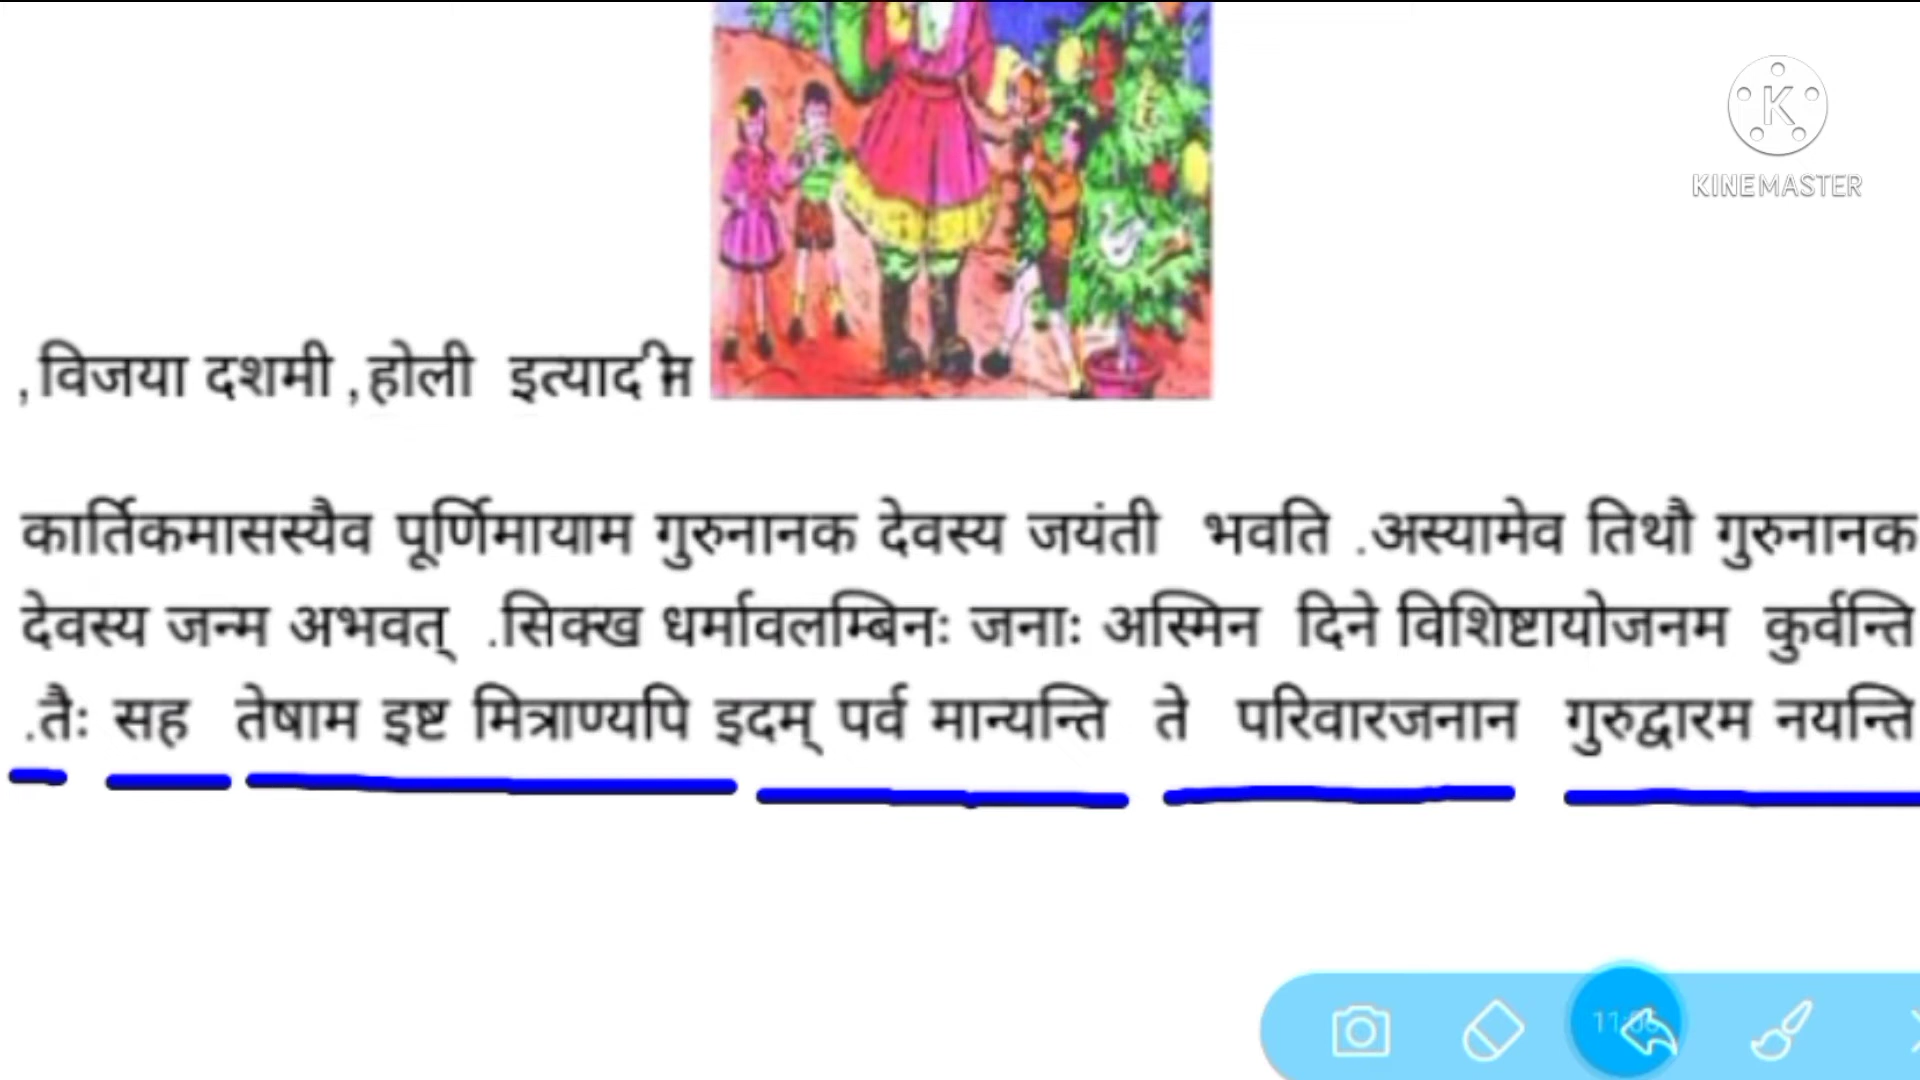 KINEMASTER
, विजया दशमी ,होली इत्यादीनि
कार्तिकमासस्यैव पूर्णिमायाम गुरुनानक देवस्य जयंती भवति .अस्यामेव तिथौ गुरुनानक
देवस्य जन्म अभवत् .सिक्ख धर्मावलम्बिनः जनाः अस्मिन दिने विशिष्टायोजनम कुर्वन्ति
.तैः सह तेषाम इष्ट मित्राण्यपि इदम् पर्व मान्यन्ति ते परिवारजनान गुरुद्वारम नयन्ति